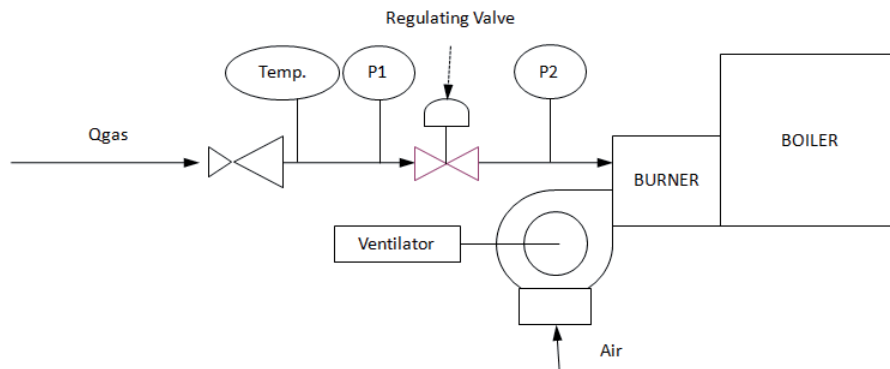 Regulating Valve
Temp.
P1
P2
Qgas
BOILER
BURNER
Ventilator
Air